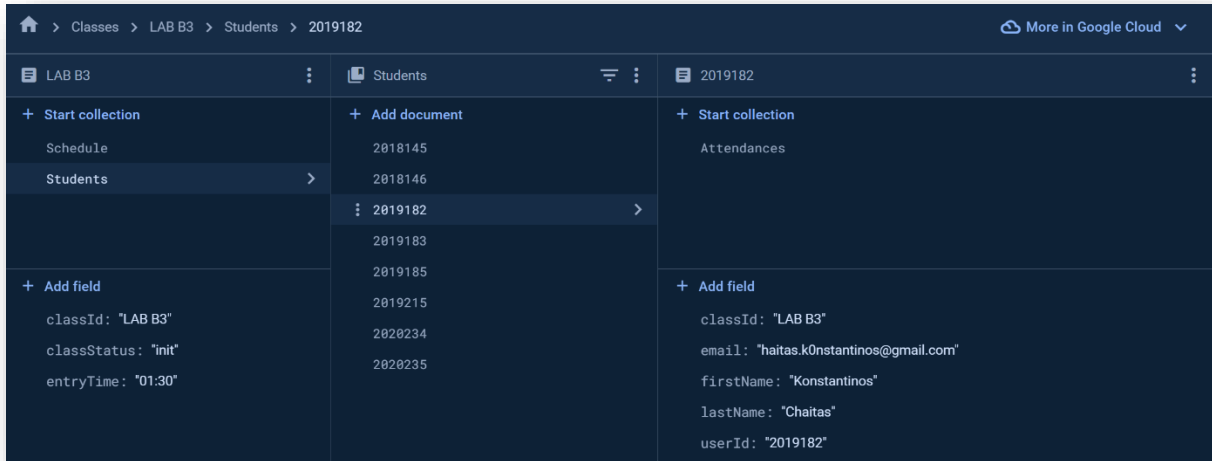 Classes > LAB B3 > Students > 2019182
More in Google Cloud
LAB B3
+ Start collection
Schedule
Students
+ Add field
classId: "LAB B3"
classStatus: "init"
entryTime: "01:30"
Students
+ Add document
2018145
2018146
2019182
2019183
2019185
2019215
2020234
2020235
2019182
+ Start collection
Attendances
+ Add field
classId: "LAB B3"
email: "haitas.k0nstantinos@gmail.com"
firstName: "Konstantinos"
lastName: "Chaitas"
userId: "2019182"